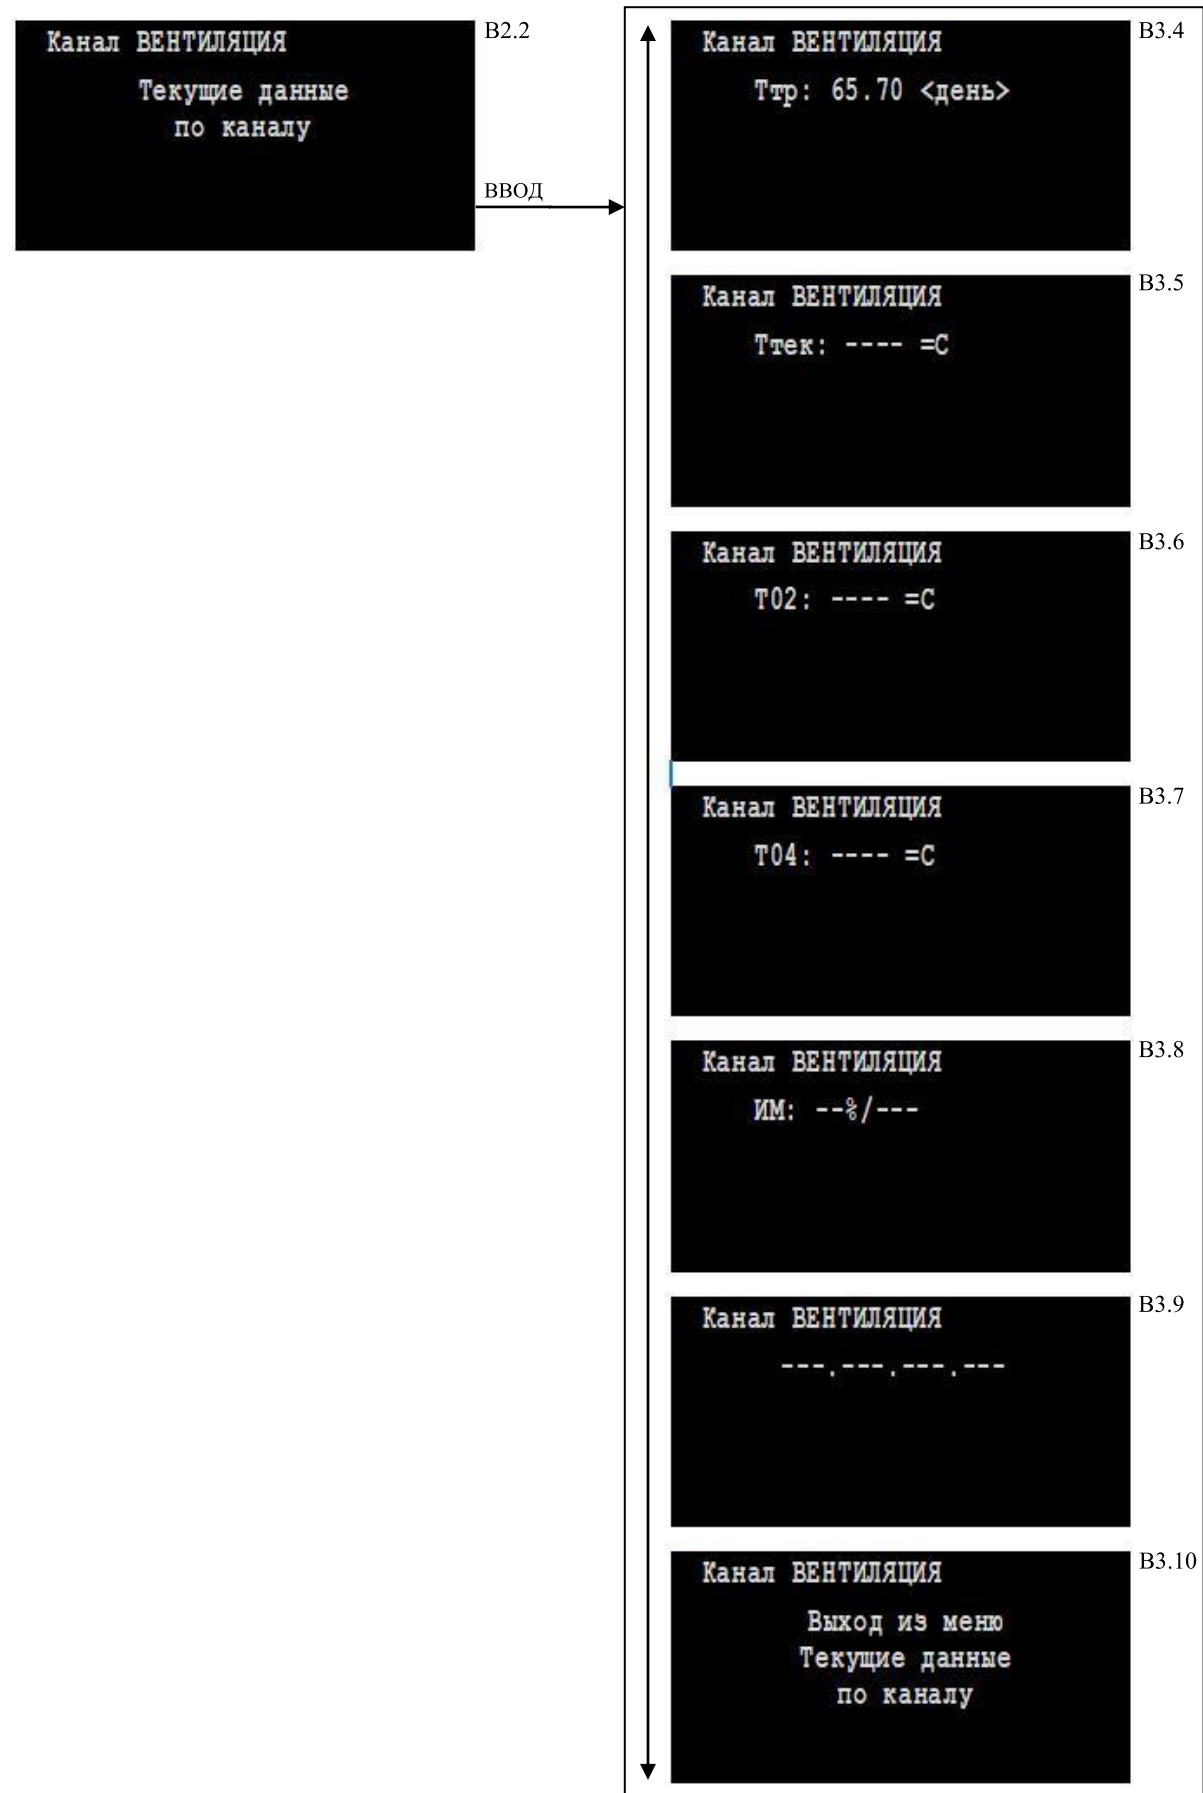 Канал ВЕНТИЛЯЦИЯ
Текущие данные
по каналу
В2.2
ВВОД
Канал ВЕНТИЛЯЦИЯ
Ттр: 65.70 <день>
В3.4
Канал ВЕНТИЛЯЦИЯ
Ттек: ---- =C
В3.5
Канал ВЕНТИЛЯЦИЯ
Т02: ---- =C
В3.6
Канал ВЕНТИЛЯЦИЯ
Т04: ---- =C
В3.7
Канал ВЕНТИЛЯЦИЯ
ИМ: --%/---
В3.8
Канал ВЕНТИЛЯЦИЯ
---.---.---.---
В3.9
Канал ВЕНТИЛЯЦИЯ
Выход из меню
Текущие данные
по каналу
В3.10